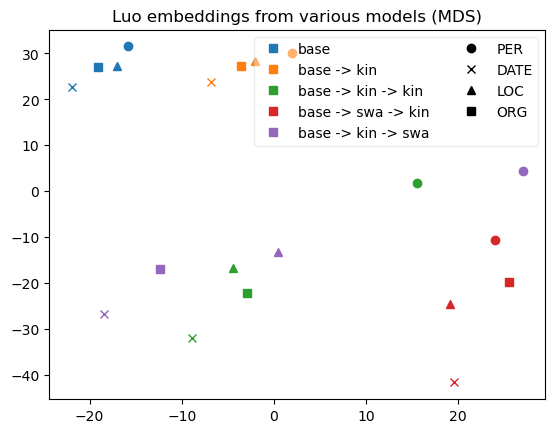 Luo embeddings from various models (MDS)
base
base -> kin
base -> kin -> kin
base -> swa -> kin
base -> kin -> swa
PER
DATE
LOC
ORG
30
20
10
0
−10
−20
−30
−40
−20
−10
0
10
20